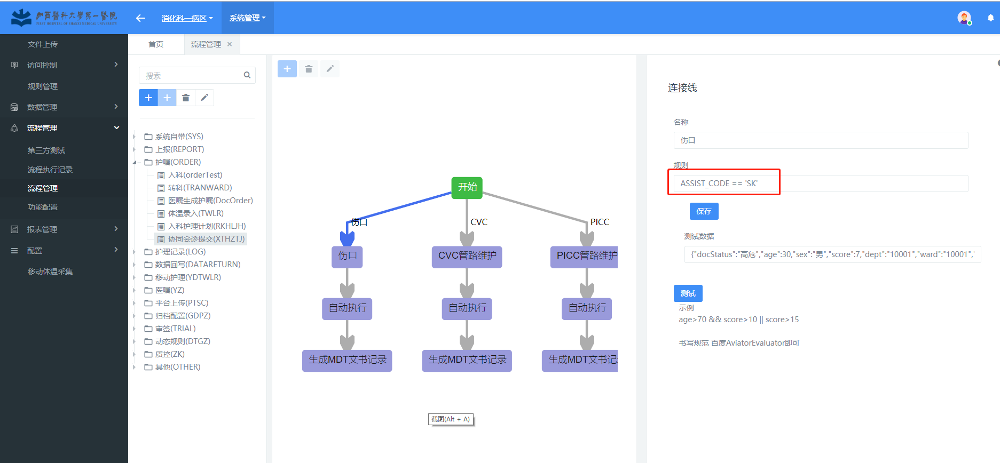 山西醫科大學第一醫院
FIRST HOSPITAL OF SHANXI MEDICAL UNIVERSITY
消化科一病区
系统管理
文件上传
访问控制
规则管理
数据管理
流程管理
第三方测试
流程执行记录
流程管理
功能配置
报表管理
配置
移动体温采集
首页
流程管理 ×
搜索
系统自带(SYS)
上报(REPORT)
护嘱(ORDER)
入科(orderTest)
转科(TRANWARD)
医嘱生成护嘱(DocOrder)
体温录入(TWLR)
入科护理计划(RKHLJH)
协同会诊提交(XTHZTJ)
护理记录(LOG)
数据回写(DATARETURN)
移动护理(YDTWLR)
医嘱(YZ)
平台上传(PTSC)
归档配置(GDPZ)
审签(TRIAL)
动态规则(DTGZ)
质控(ZK)
其他(OTHER)
开始
伤口
CVC
PICC
伤口
CVC管路维护
PICC管路维护
自动执行
自动执行
自动执行
生成MDT文书记录
生成MDT文书记录
生成MDT文书记
截图(Alt + A)
连接线
名称
伤口
规则
ASSIST_CODE == 'SK'
保存
测试数据
{"docStatus":"高危","age":30,"sex":"男","score":7,"dept":"10001","ward":"10001",'
测试
示例
age>70 && score>10 || score>15
书写规范 百度AviatorEvaluator即可